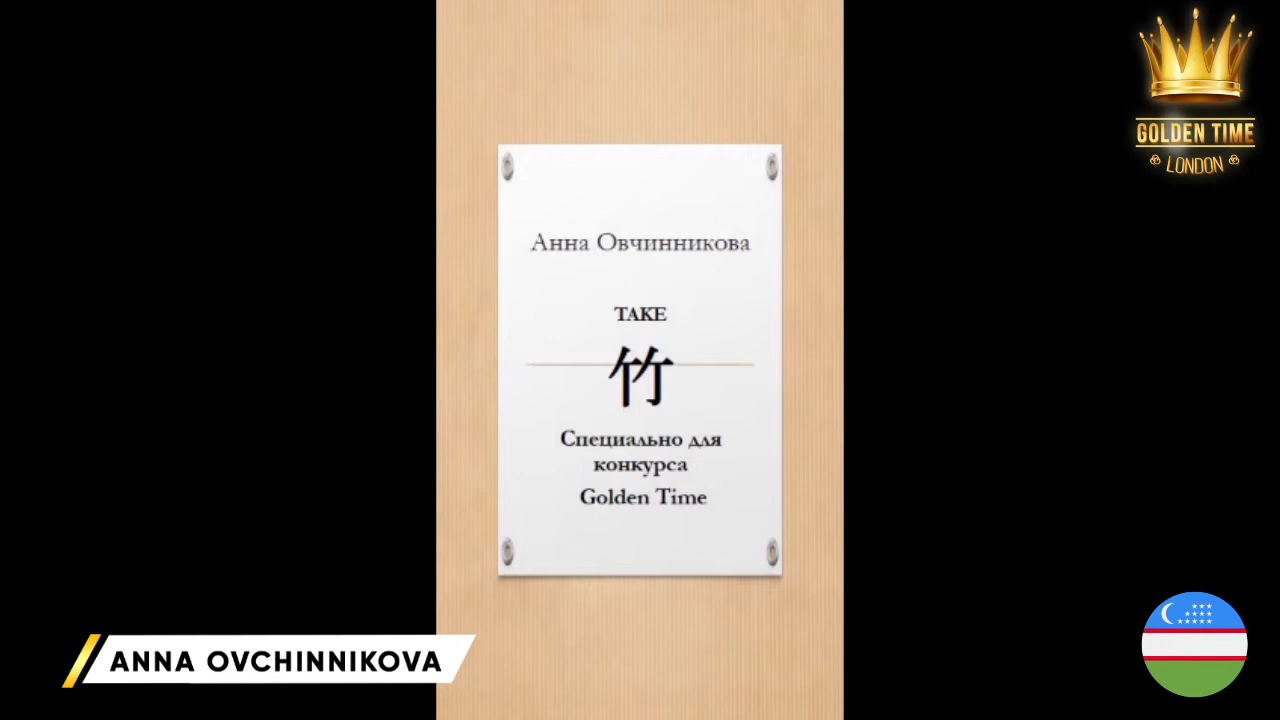 GOLDEN TIME
LONDON
Анна Овчинникова
TAKE
竹
Специально для
конкурса
Golden Time
ANNA OVCHINNIKOVA